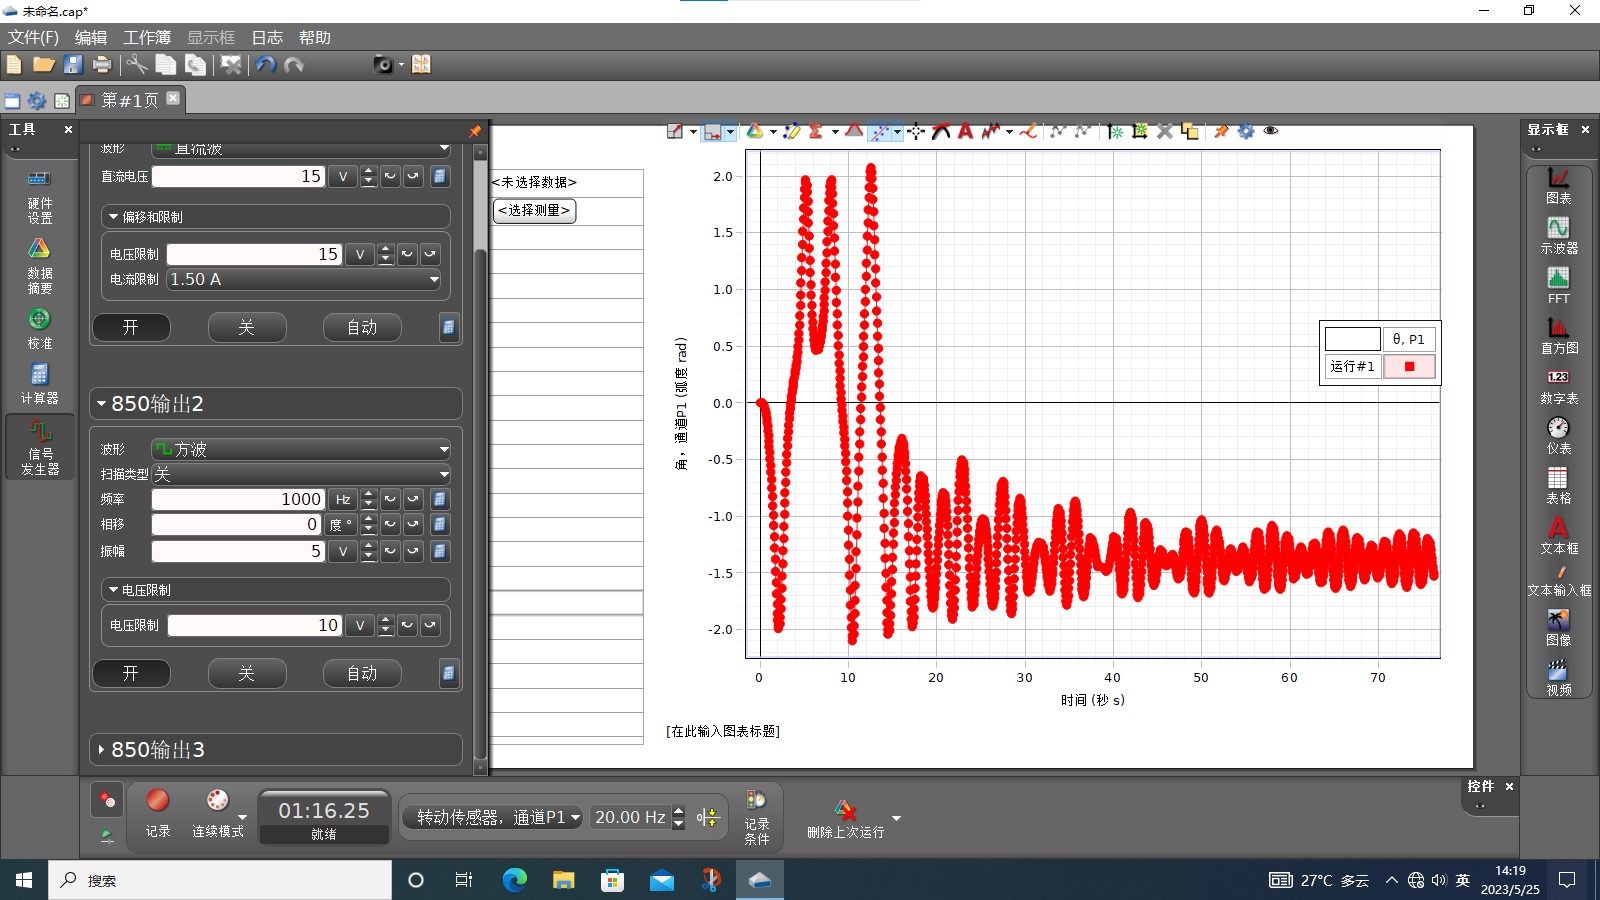 未命名.cap*
文件(F) 编辑 工作簿 显示框 日志 帮助
第#1页
工具
硬件
设置
数据
摘要
校准
计算器
信号
发生器
波形 直流波
直流电压 15 V
偏移和限制
电压限制 15 V
电流限制 1.50 A
开 关 自动
850输出2
波形 方波
扫描类型 关
频率 1000 Hz
相移 0 度 °
振幅 5 V
电压限制
电压限制 10 V
开 关 自动
850输出3
<未选择数据>
<选择测量>
角，通道P1 (弧度 rad)
2.0
1.5
1.0
0.5
0.0
-0.5
-1.0
-1.5
-2.0
0 10 20 30 40 50 60 70
时间 (秒 s)
θ, P1
运行#1
[在此输入图表标题]
显示框
图表
示波器
FFT
直方图
1.23
数字表
仪表
表格
文本框
文本输入框
图像
视频
控件
记录
连续模式
01:16.25
就绪
转动传感器，通道P1
20.00 Hz
记录
条件
删除上次运行
搜索
27°C 多云
英
14:19
2023/5/25